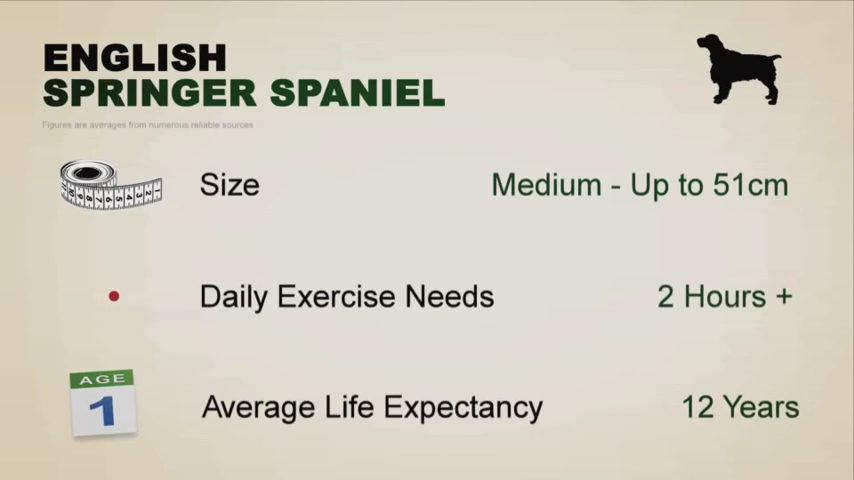 ENGLISH
SPRINGER SPANIEL
Figures are averages from numerous reliable sources
Size Medium - Up to 51cm
Daily Exercise Needs 2 Hours +
AGE
1
Average Life Expectancy 12 Years